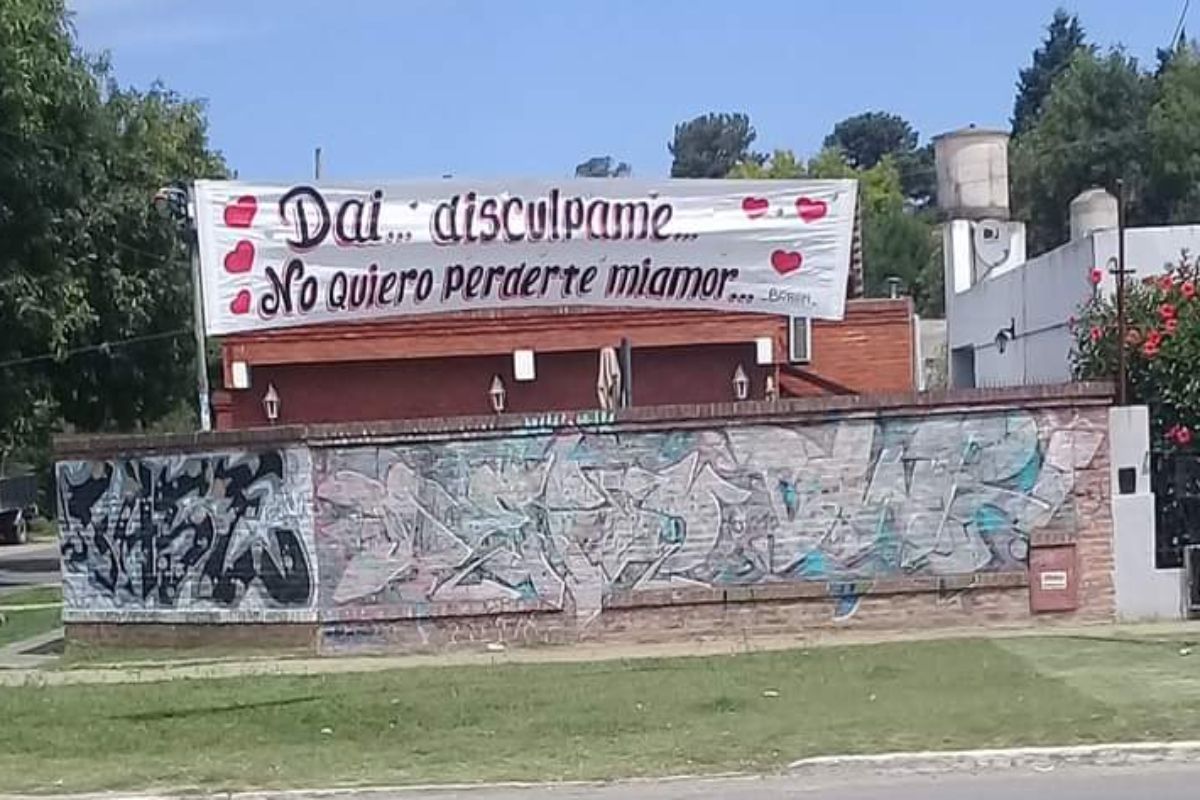 Dai... disculpame...
No quiero perderte miamor...